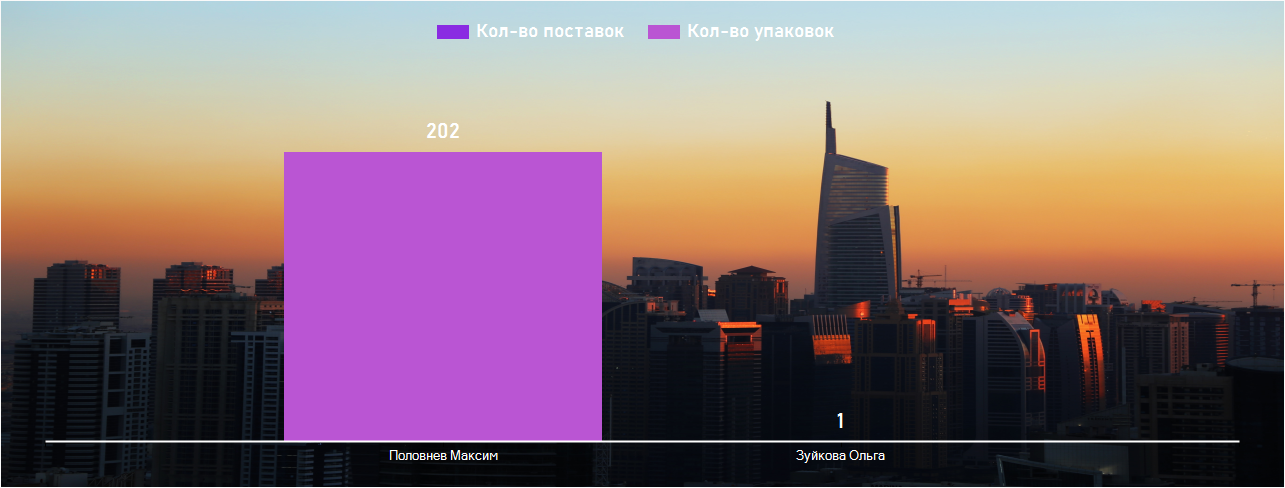 Кол-во поставок Кол-во упаковок
202
1
Половнев Максим Зуйкова Ольга